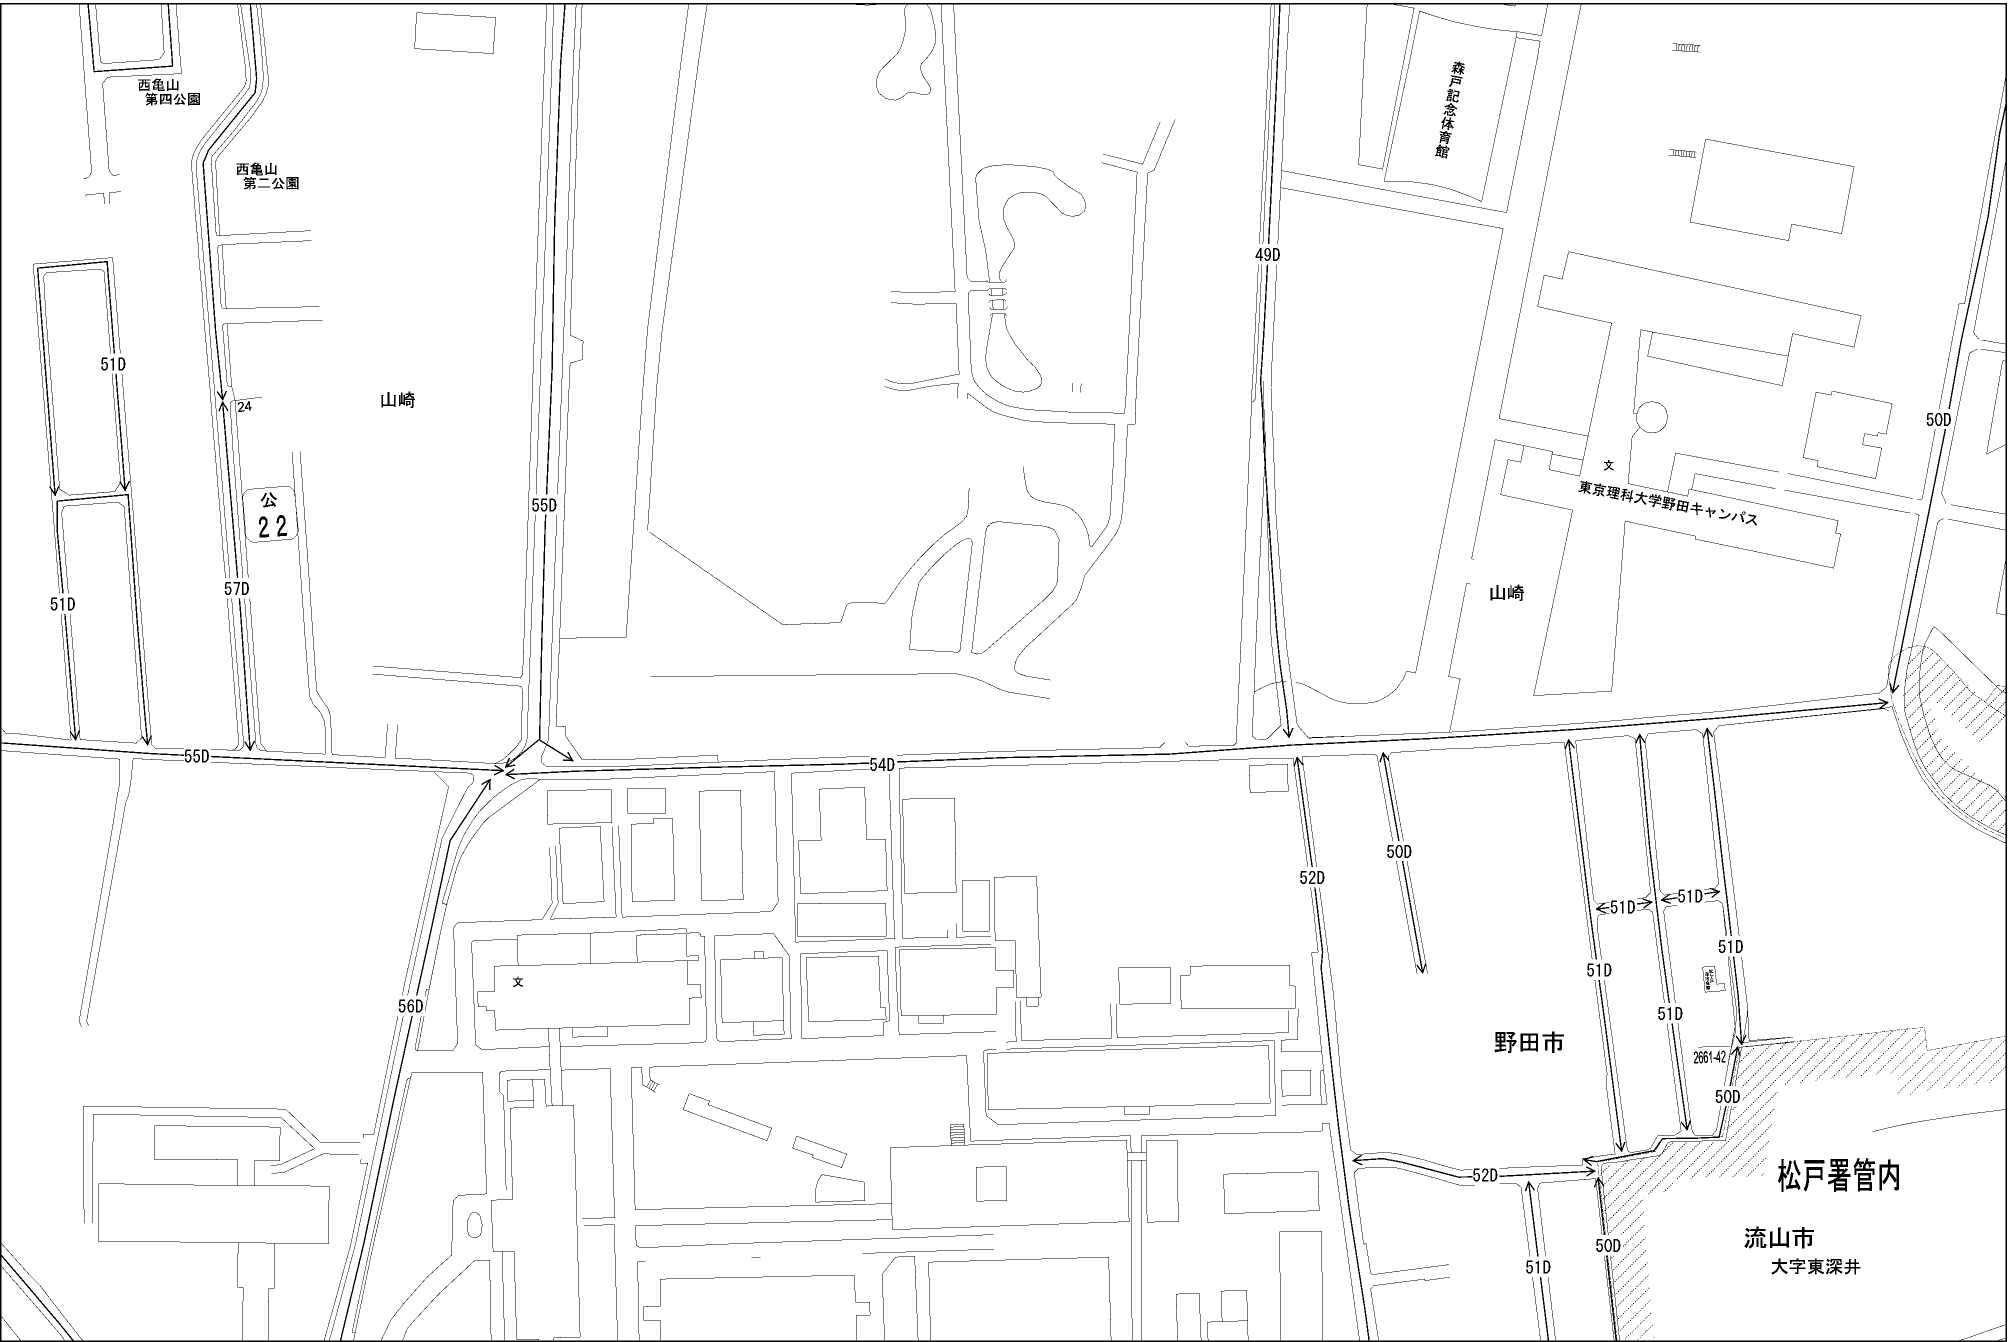 西亀山
第四公園
西亀山
第二公園
森戸記念体育館
49D
51D
24
山崎
50D
文
東京理科大学野田キャンパス
公
22
55D
57D
51D
山崎
55D
54D
50D
52D
51D
51D
51D
51D
文
56D
51D
野田市
2661-42
50D
52D
松戸署管内
流山市
50D
大字東深井
51D